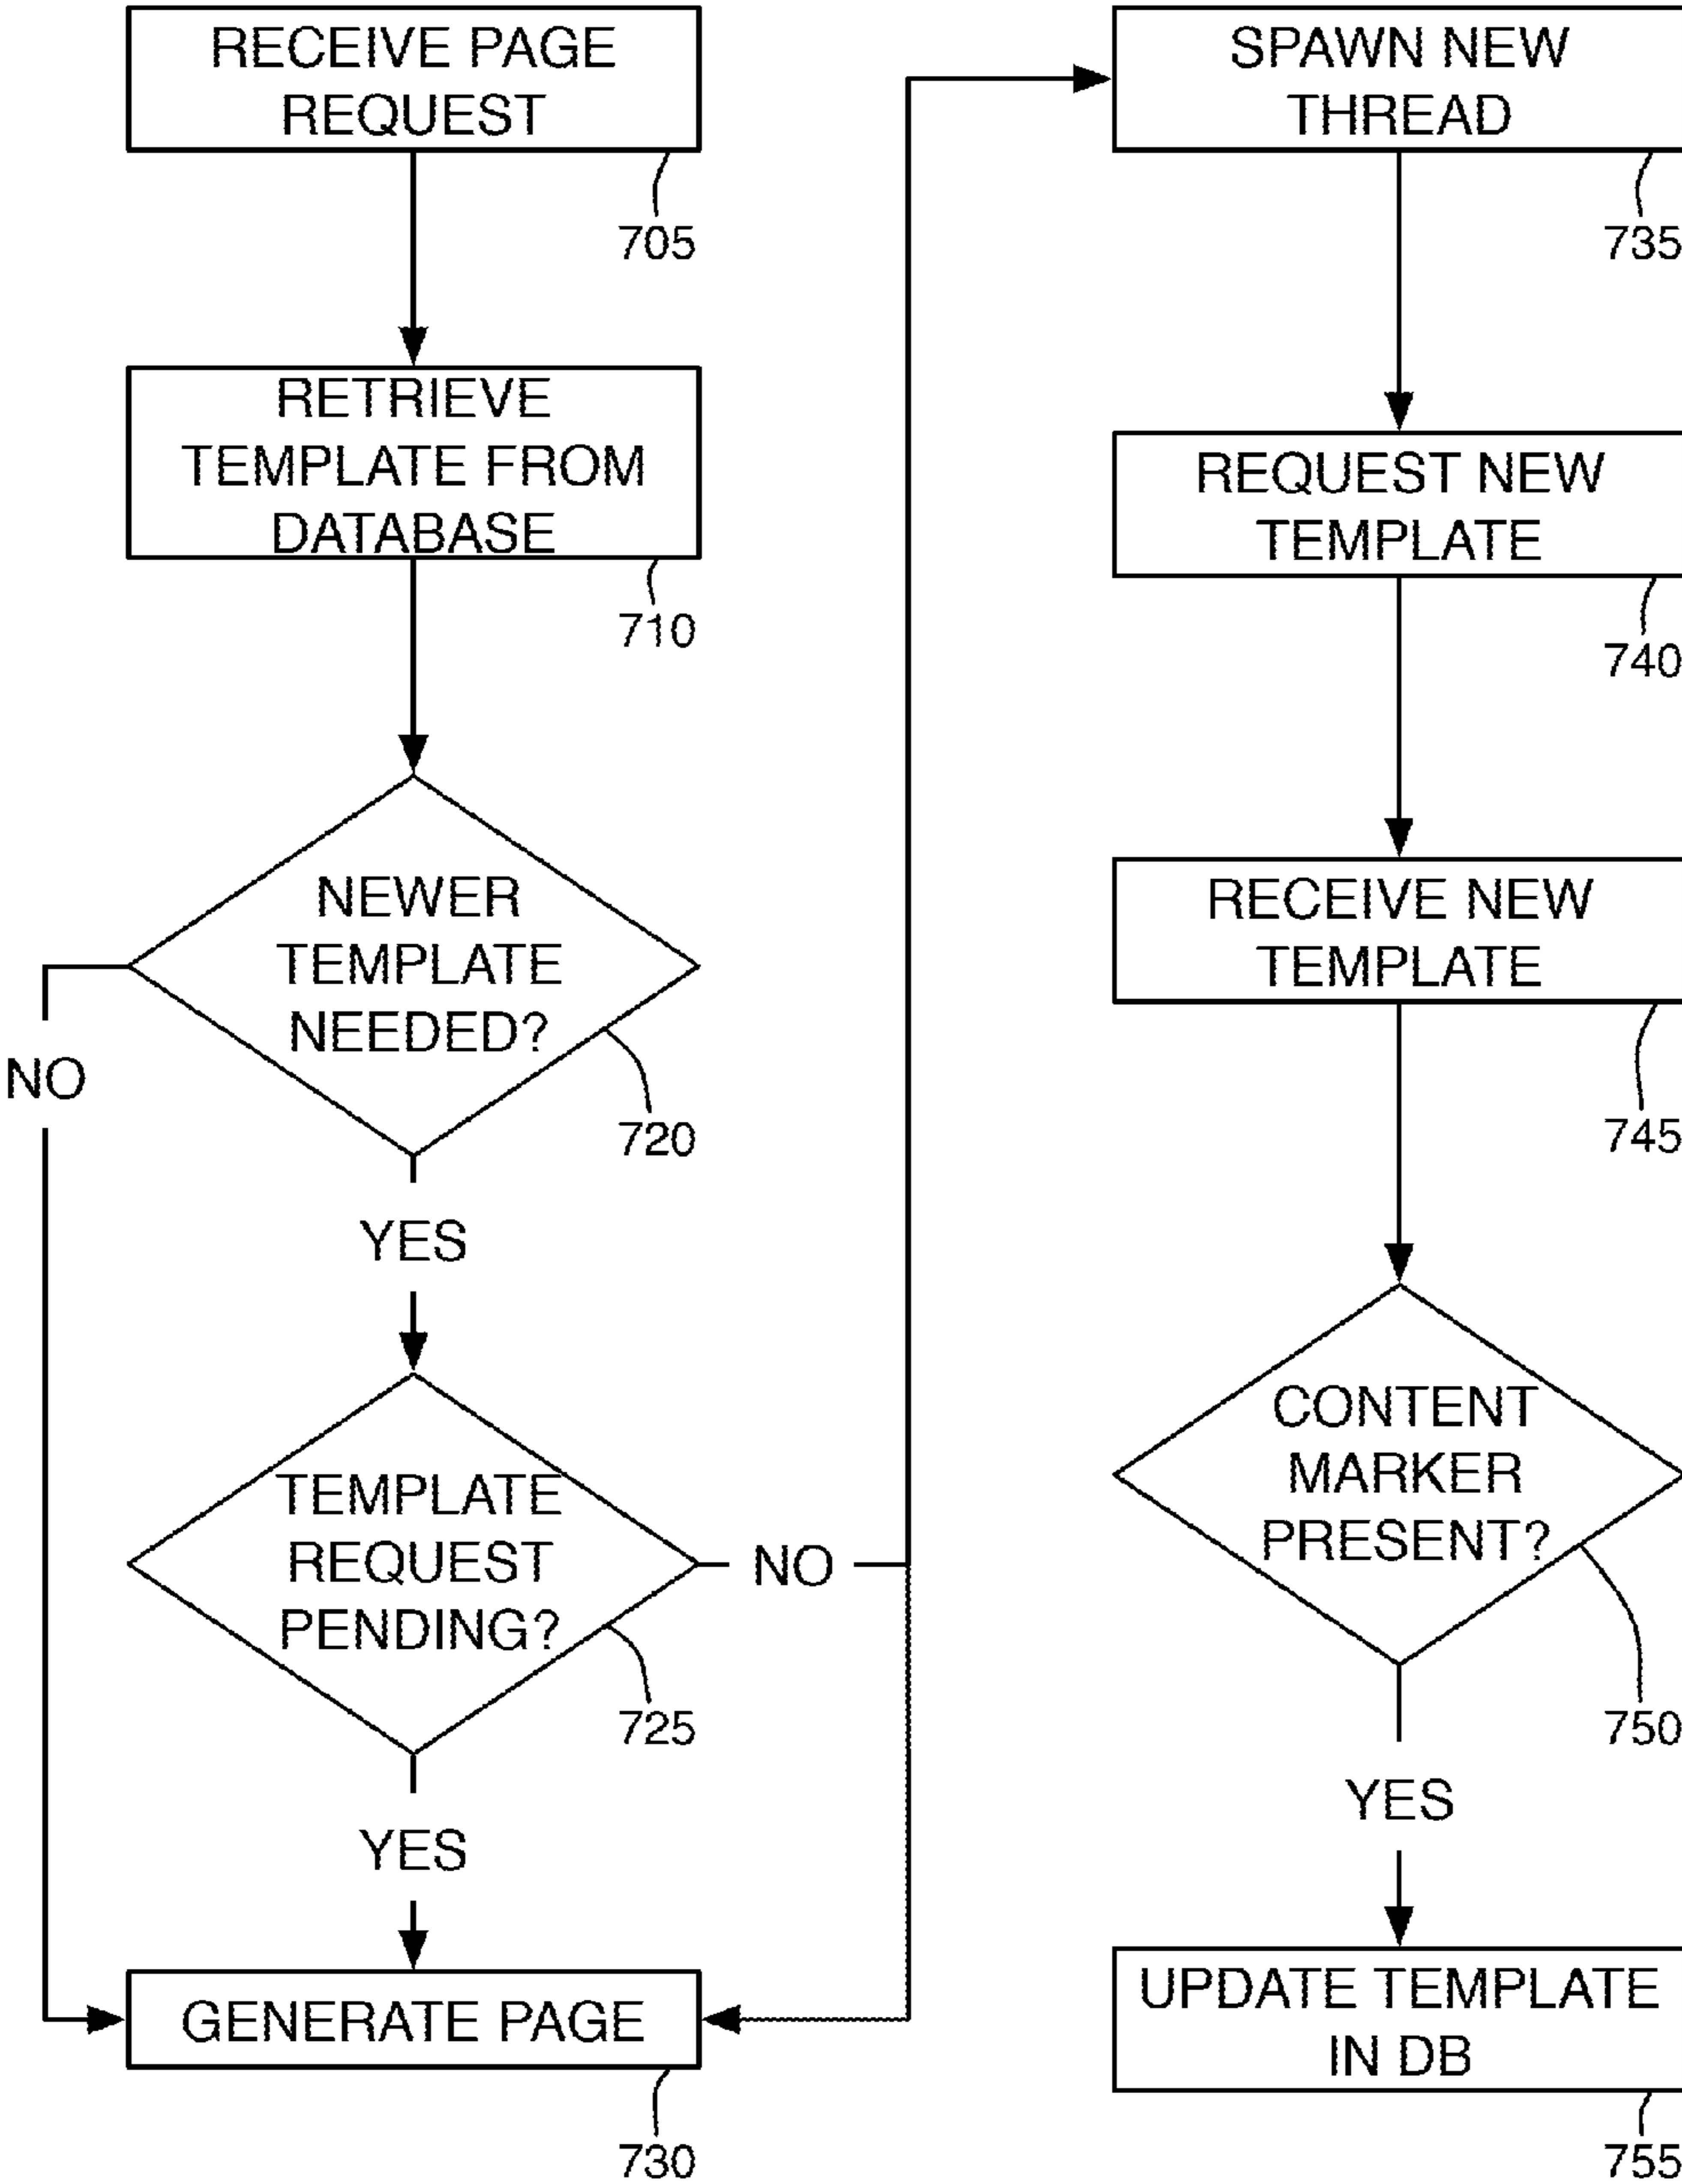 RECEIVE PAGE
REQUEST
705
RETRIEVE
TEMPLATE FROM
DATABASE
710
NEWER
TEMPLATE
NEEDED?
720
NO
YES
TEMPLATE
REQUEST
PENDING?
725
NO
YES
GENERATE PAGE
730
SPAWN NEW
THREAD
735
REQUEST NEW
TEMPLATE
740
RECEIVE NEW
TEMPLATE
745
CONTENT
MARKER
PRESENT?
750
YES
UPDATE TEMPLATE
IN DB
755